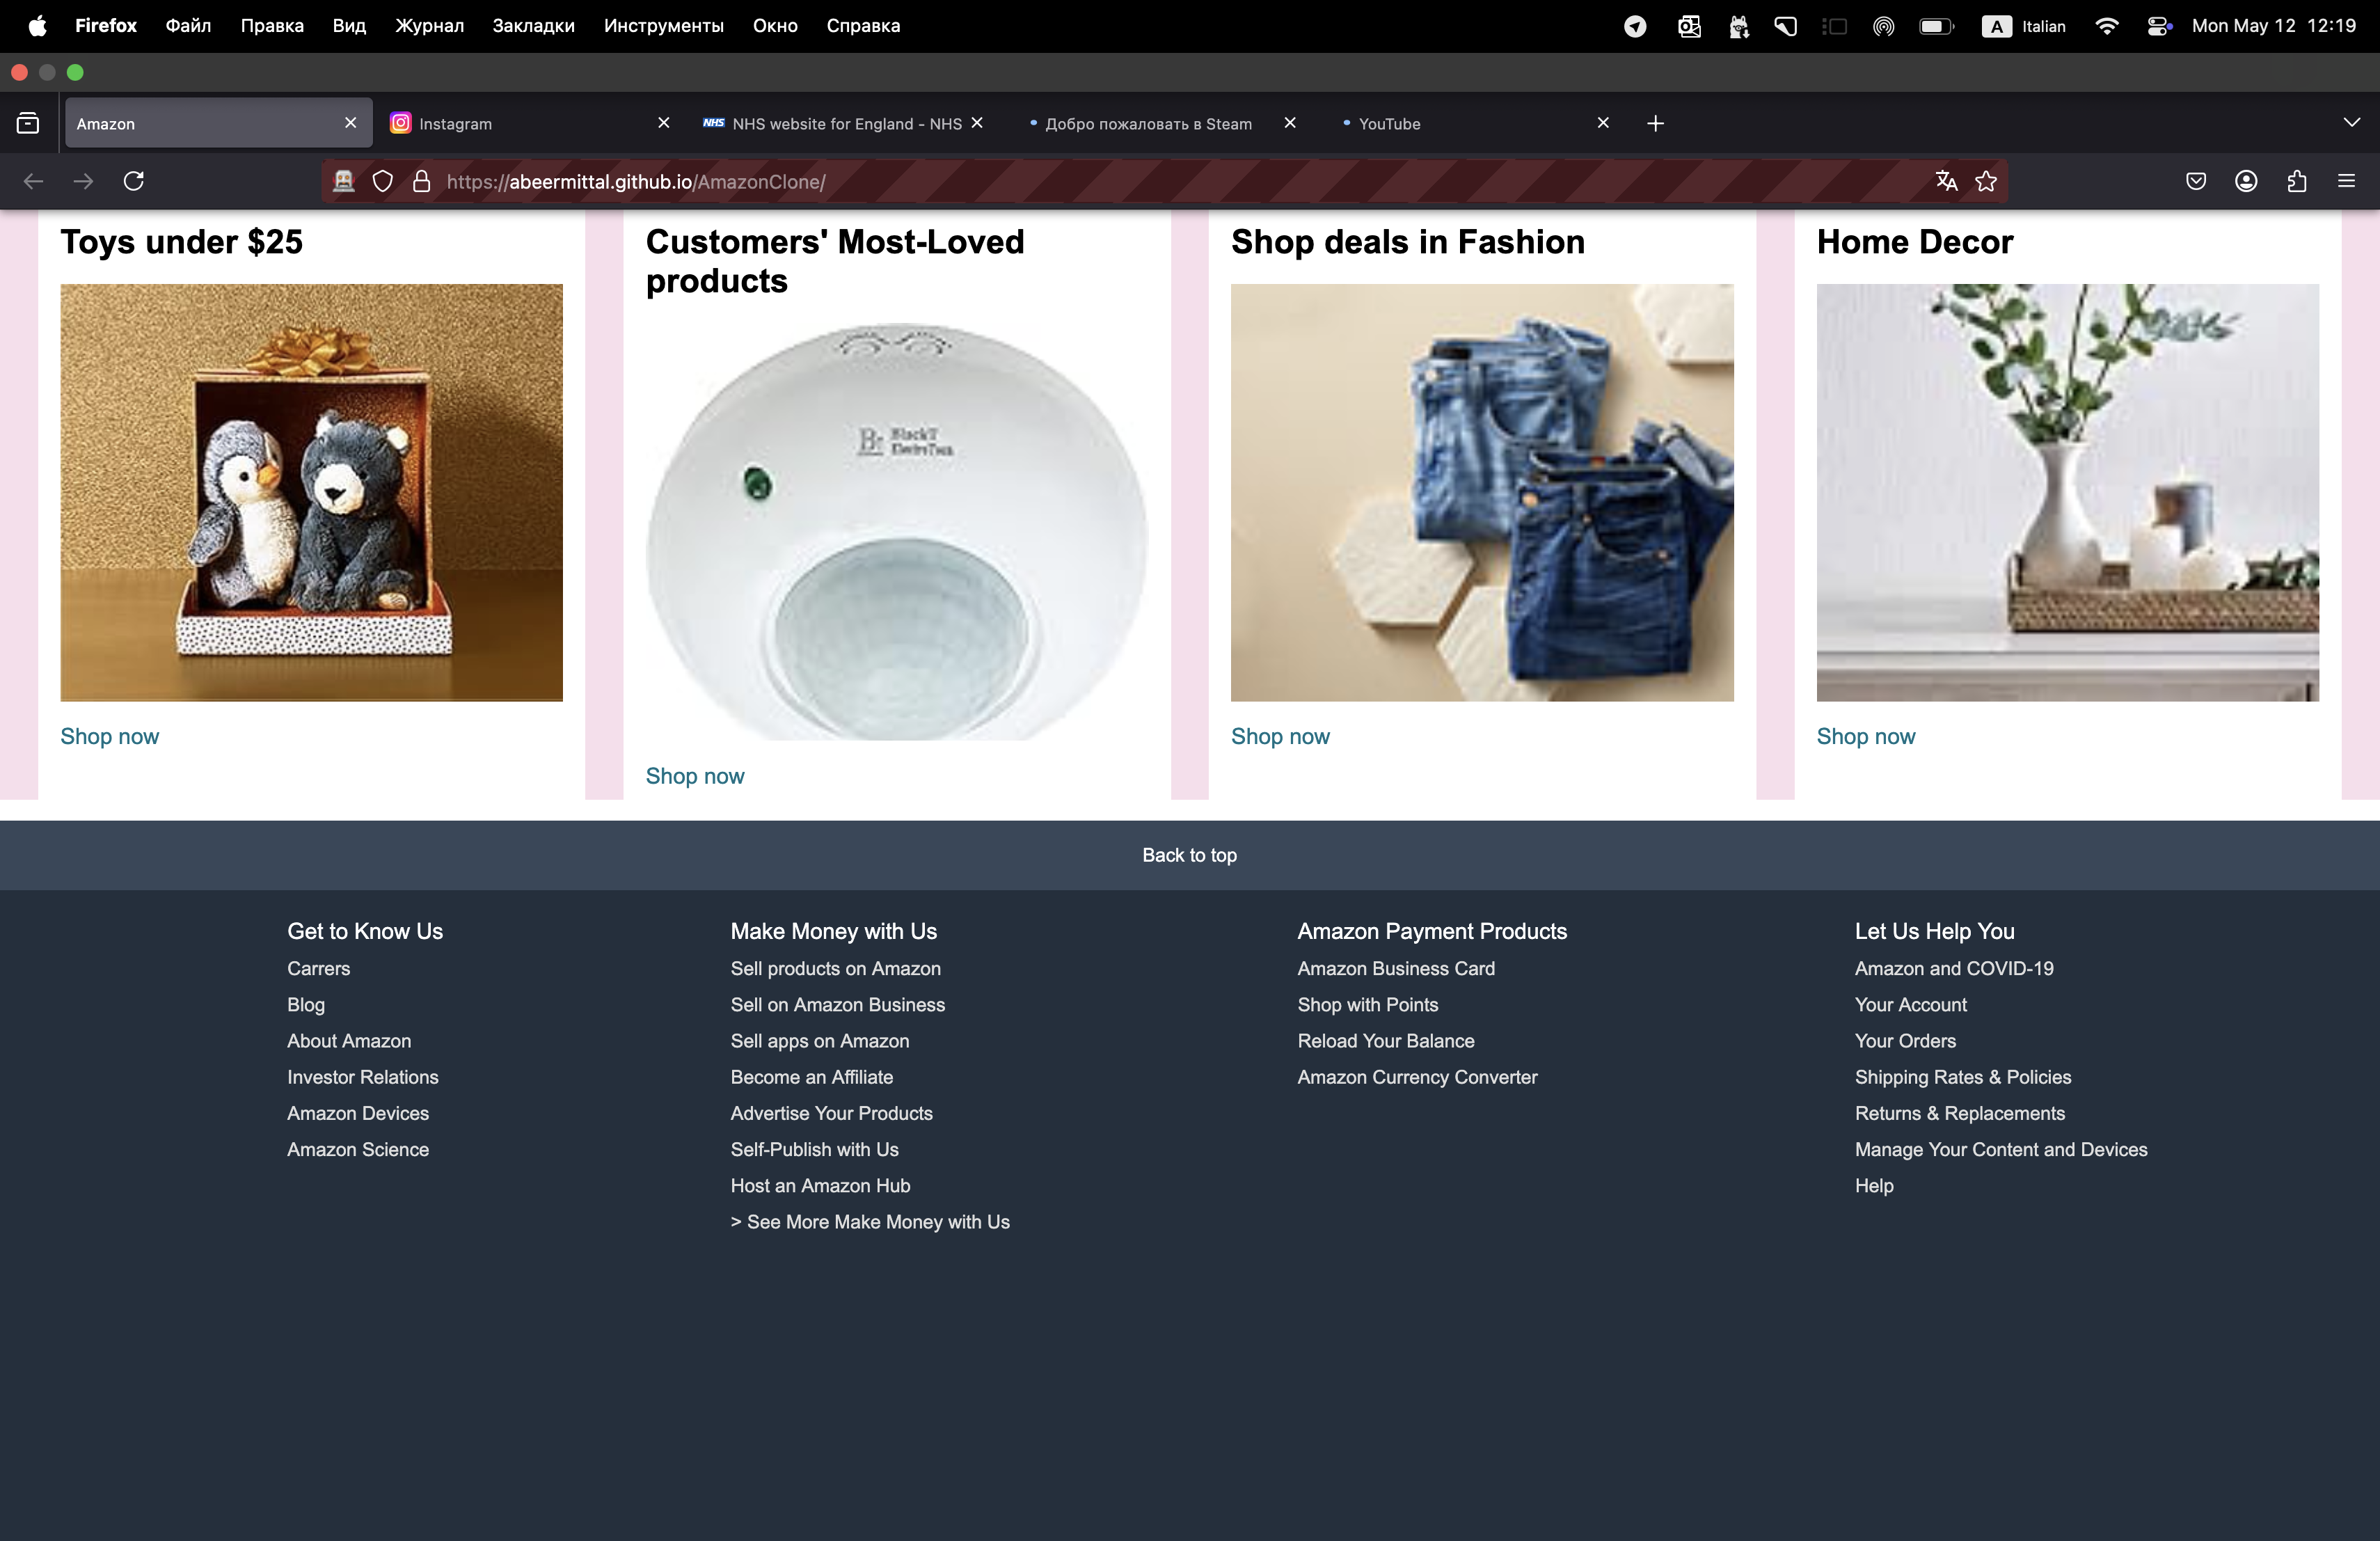 Firefox Файл Правка Вид Журнал Закладки Инструменты Окно Справка A Italian Mon May 12 12:19
Amazon Instagram NHS NHS website for England - NHS Добро пожаловать в Steam YouTube
https://abeermittal.github.io/AmazonClone/
Toys under $25
Customers' Most-Loved
products
Shop deals in Fashion
Home Decor
Shop now
Shop now
Shop now
Shop now
Back to top
Get to Know Us
Carrers
Blog
About Amazon
Investor Relations
Amazon Devices
Amazon Science
Make Money with Us
Sell products on Amazon
Sell on Amazon Business
Sell apps on Amazon
Become an Affiliate
Advertise Your Products
Self-Publish with Us
Host an Amazon Hub
> See More Make Money with Us
Amazon Payment Products
Amazon Business Card
Shop with Points
Reload Your Balance
Amazon Currency Converter
Let Us Help You
Amazon and COVID-19
Your Account
Your Orders
Shipping Rates & Policies
Returns & Replacements
Manage Your Content and Devices
Help